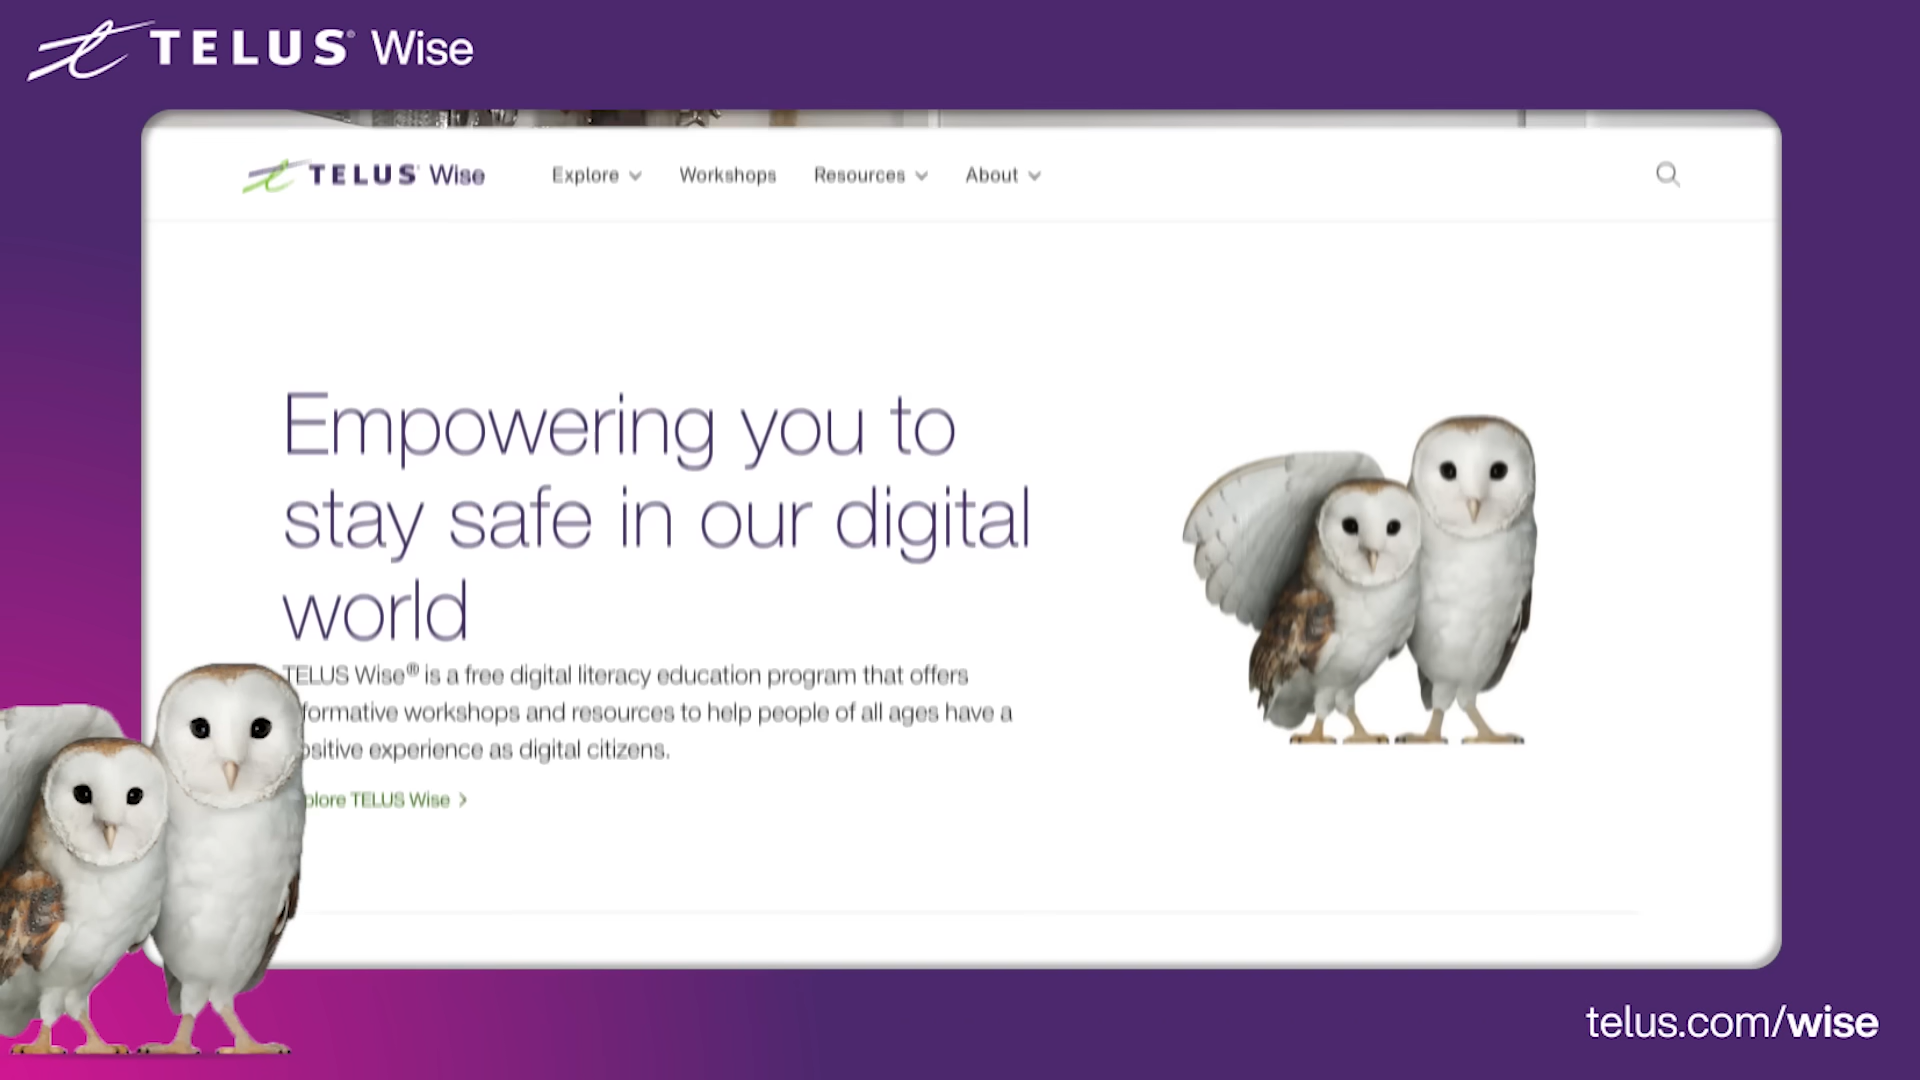 TELUS® Wise
TELUS Wise Explore Workshops Resources About
Empowering you to
stay safe in our digital
world
TELUS Wise® is a free digital literacy education program that offers
formative workshops and resources to help people of all ages have a
ositive experience as digital citizens.
plore TELUS Wise >
telus.com/wise